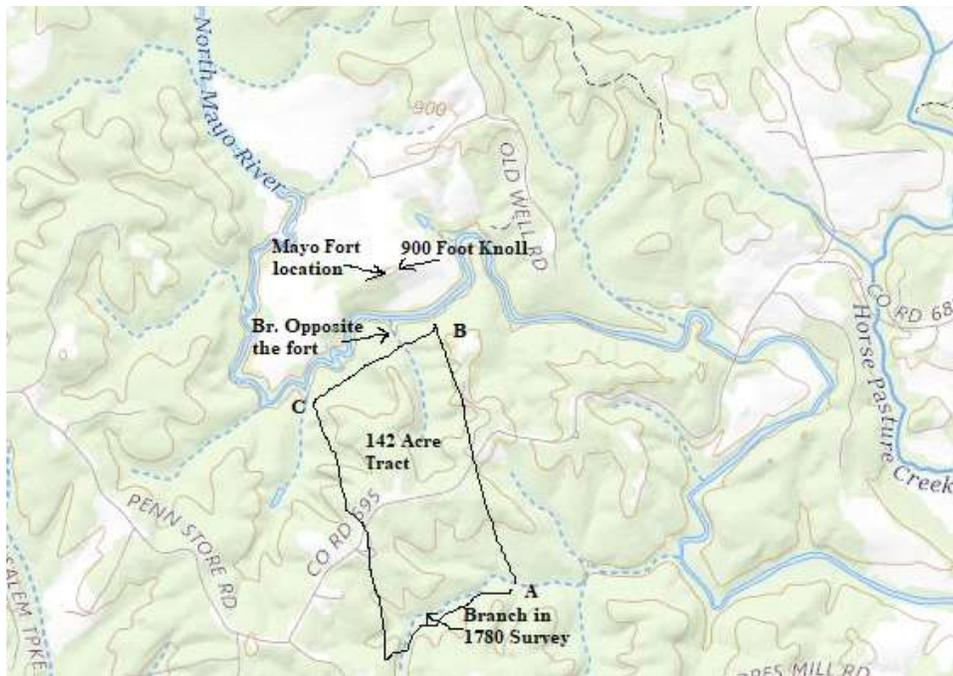 North Mayo River
900
OLD WELL RD
Mayo Fort
location
900 Foot Knoll
Br. Opposite
the fort
B
CO RD 68
Horse Pasture Creek
C
142 Acre
Tract
PENN STORE RD
CO RD 695
SALEM TPKE
A
Branch in
1780 Survey
MILL RD